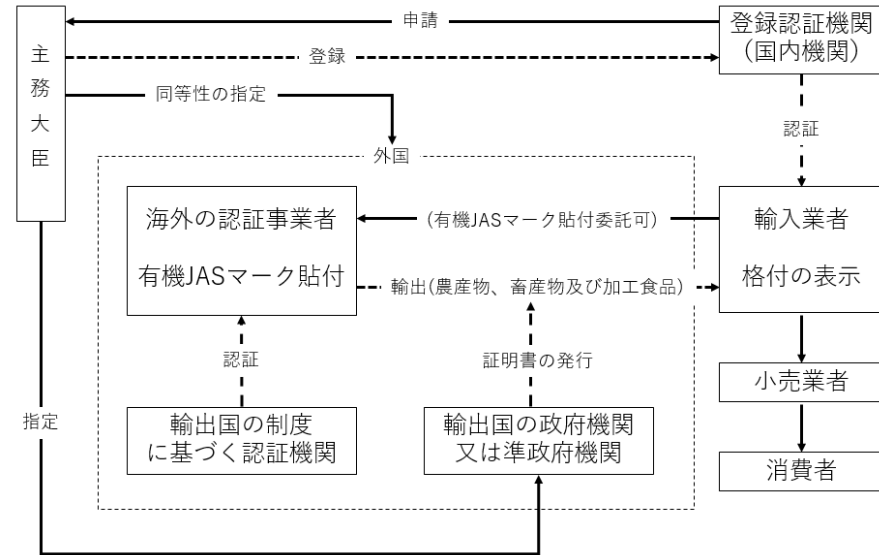 申請
登録認証機関
（国内機関）
主務大臣
登録
同等性の指定
認証
外国
海外の認証事業者
有機JASマーク貼付
(有機JASマーク貼付委託可)
輸入業者
格付の表示
輸出(農産物、畜産物及び加工食品)
認証
証明書の発行
小売業者
指定
輸出国の制度
に基づく認証機関
輸出国の政府機関
又は準政府機関
消費者